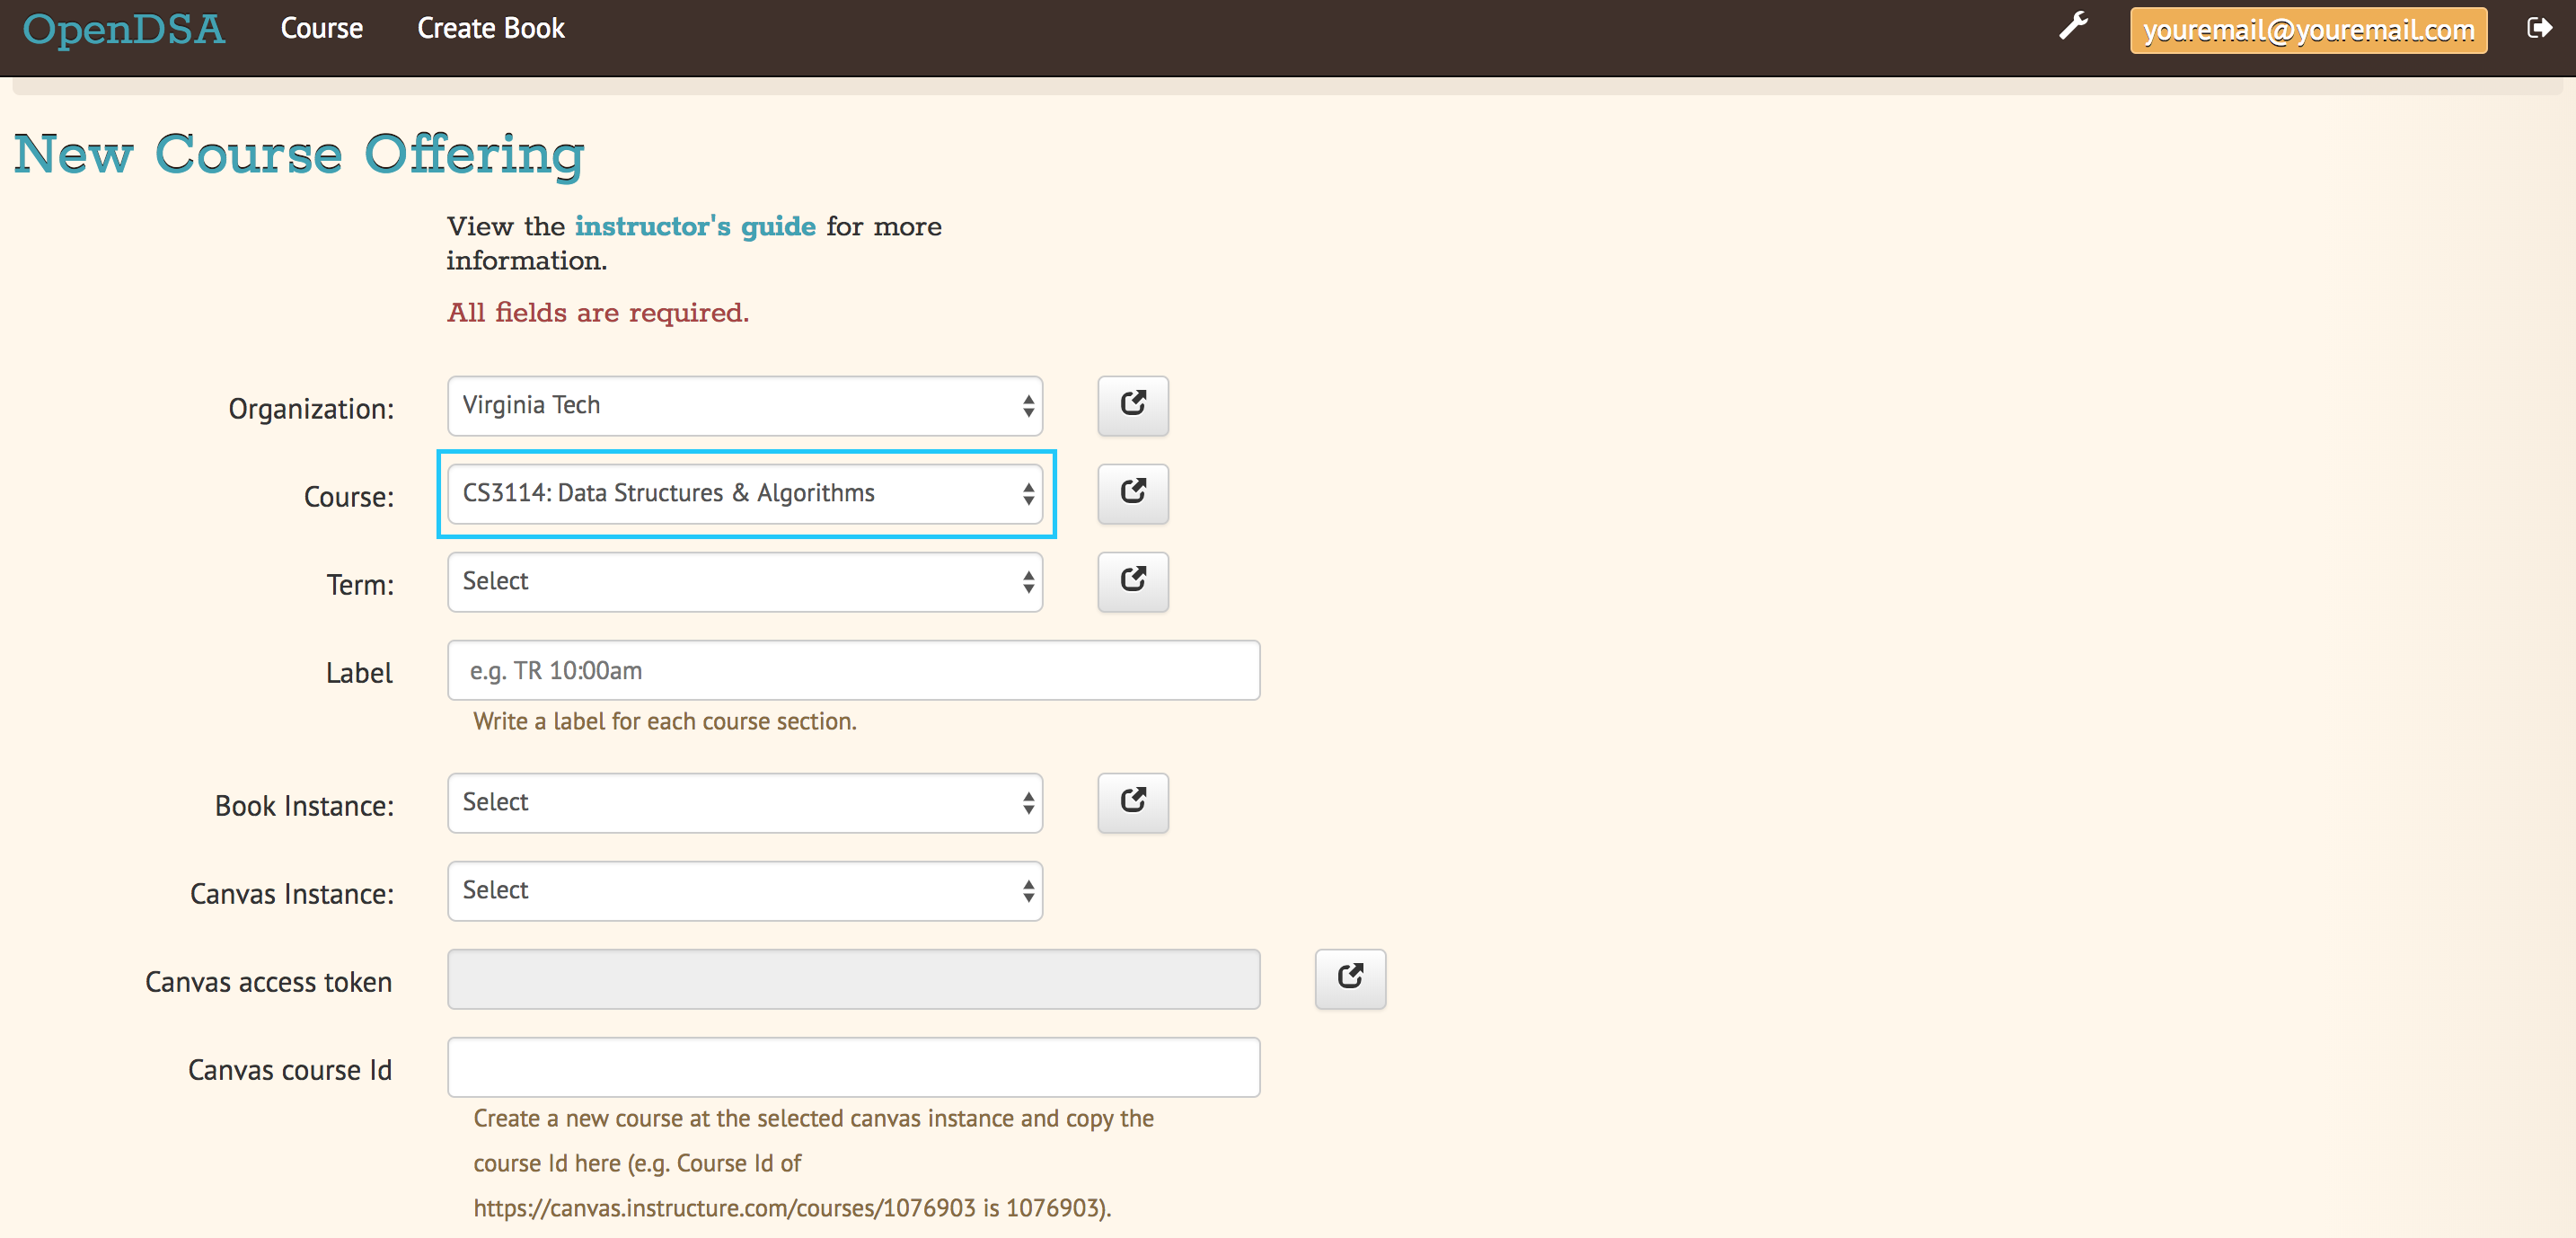 OpenDSA Course Create Book youremail@youremail.com
New Course Offering
View the instructor's guide for more
information.
All fields are required.
Organization: Virginia Tech
Course: CS3114: Data Structures & Algorithms
Term: Select
Label e.g. TR 10:00am
Write a label for each course section.
Book Instance: Select
Canvas Instance: Select
Canvas access token
Canvas course Id
Create a new course at the selected canvas instance and copy the
course Id here (e.g. Course Id of
https://canvas.instructure.com/courses/1076903 is 1076903).